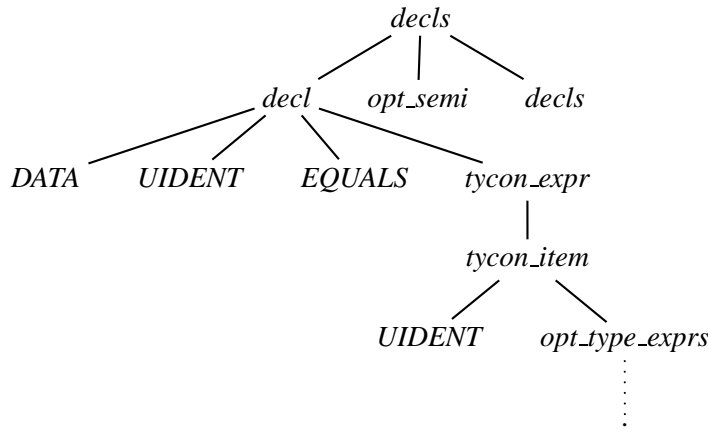 decls
decl opt_semi decls
DATA UIDENT EQUALS tycon_expr
tycon_item
UIDENT opt_type_exprs